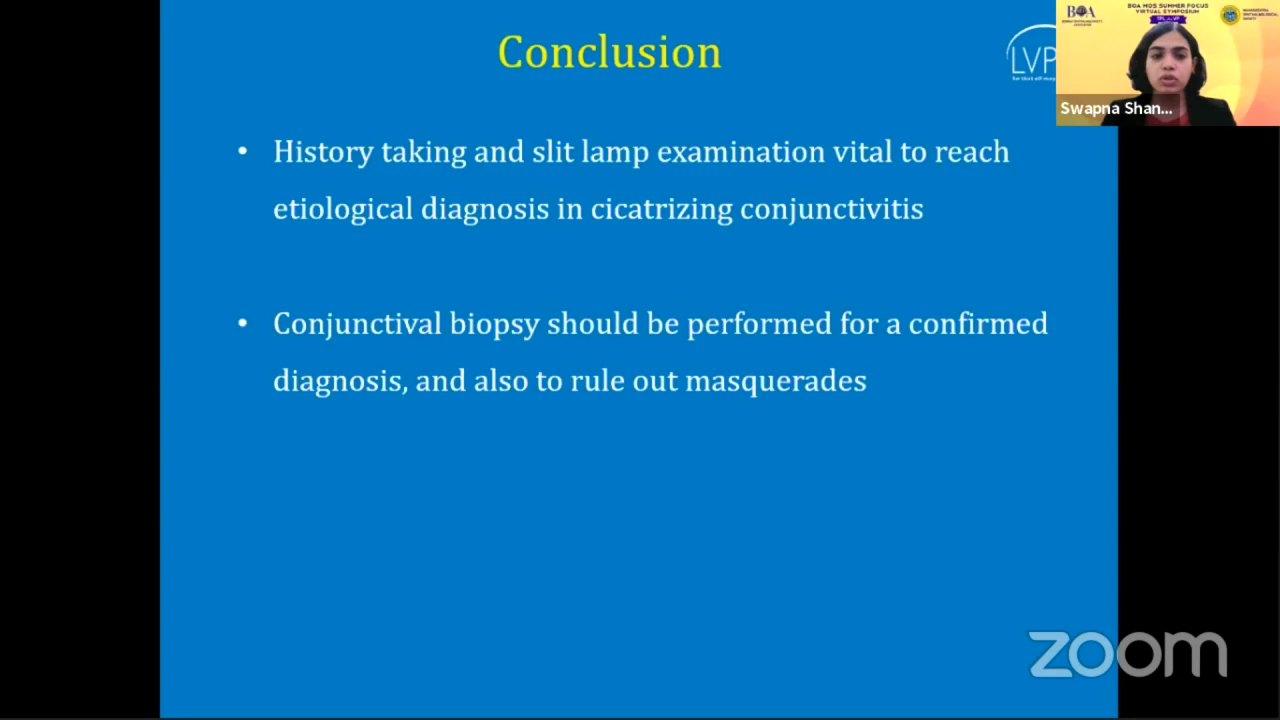 Conclusion
LVP
BOA
BOA MOS SUMMER FOCUS
VIRTUAL SYMPOSIUM
Swapna Shan...
• History taking and slit lamp examination vital to reach
etiological diagnosis in cicatrizing conjunctivitis
• Conjunctival biopsy should be performed for a confirmed
diagnosis, and also to rule out masquerades
zoom